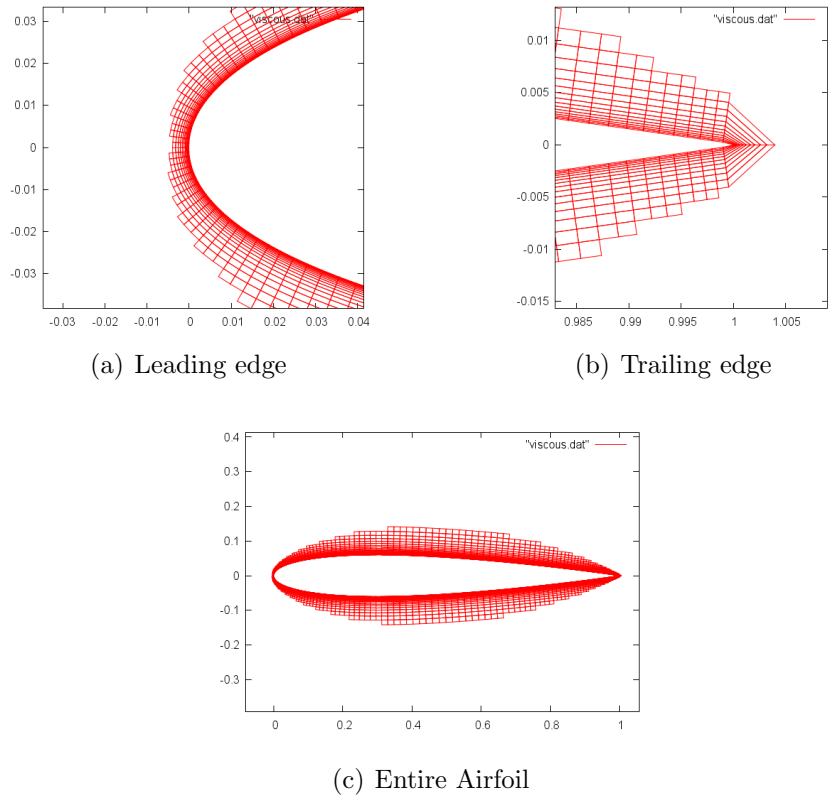 0.03
0.02
0.01
0
-0.01
-0.02
-0.03
-0.03 -0.02 -0.01 0 0.01 0.02 0.03 0.04
"viscous.dat"
(a) Leading edge
0.01
0.005
0
-0.005
-0.01
-0.015
0.985 0.99 0.995 1 1.005
"viscous.dat"
(b) Trailing edge
0.4
0.3
0.2
0.1
0
-0.1
-0.2
-0.3
0 0.2 0.4 0.6 0.8 1
"viscous.dat"
(c) Entire Airfoil